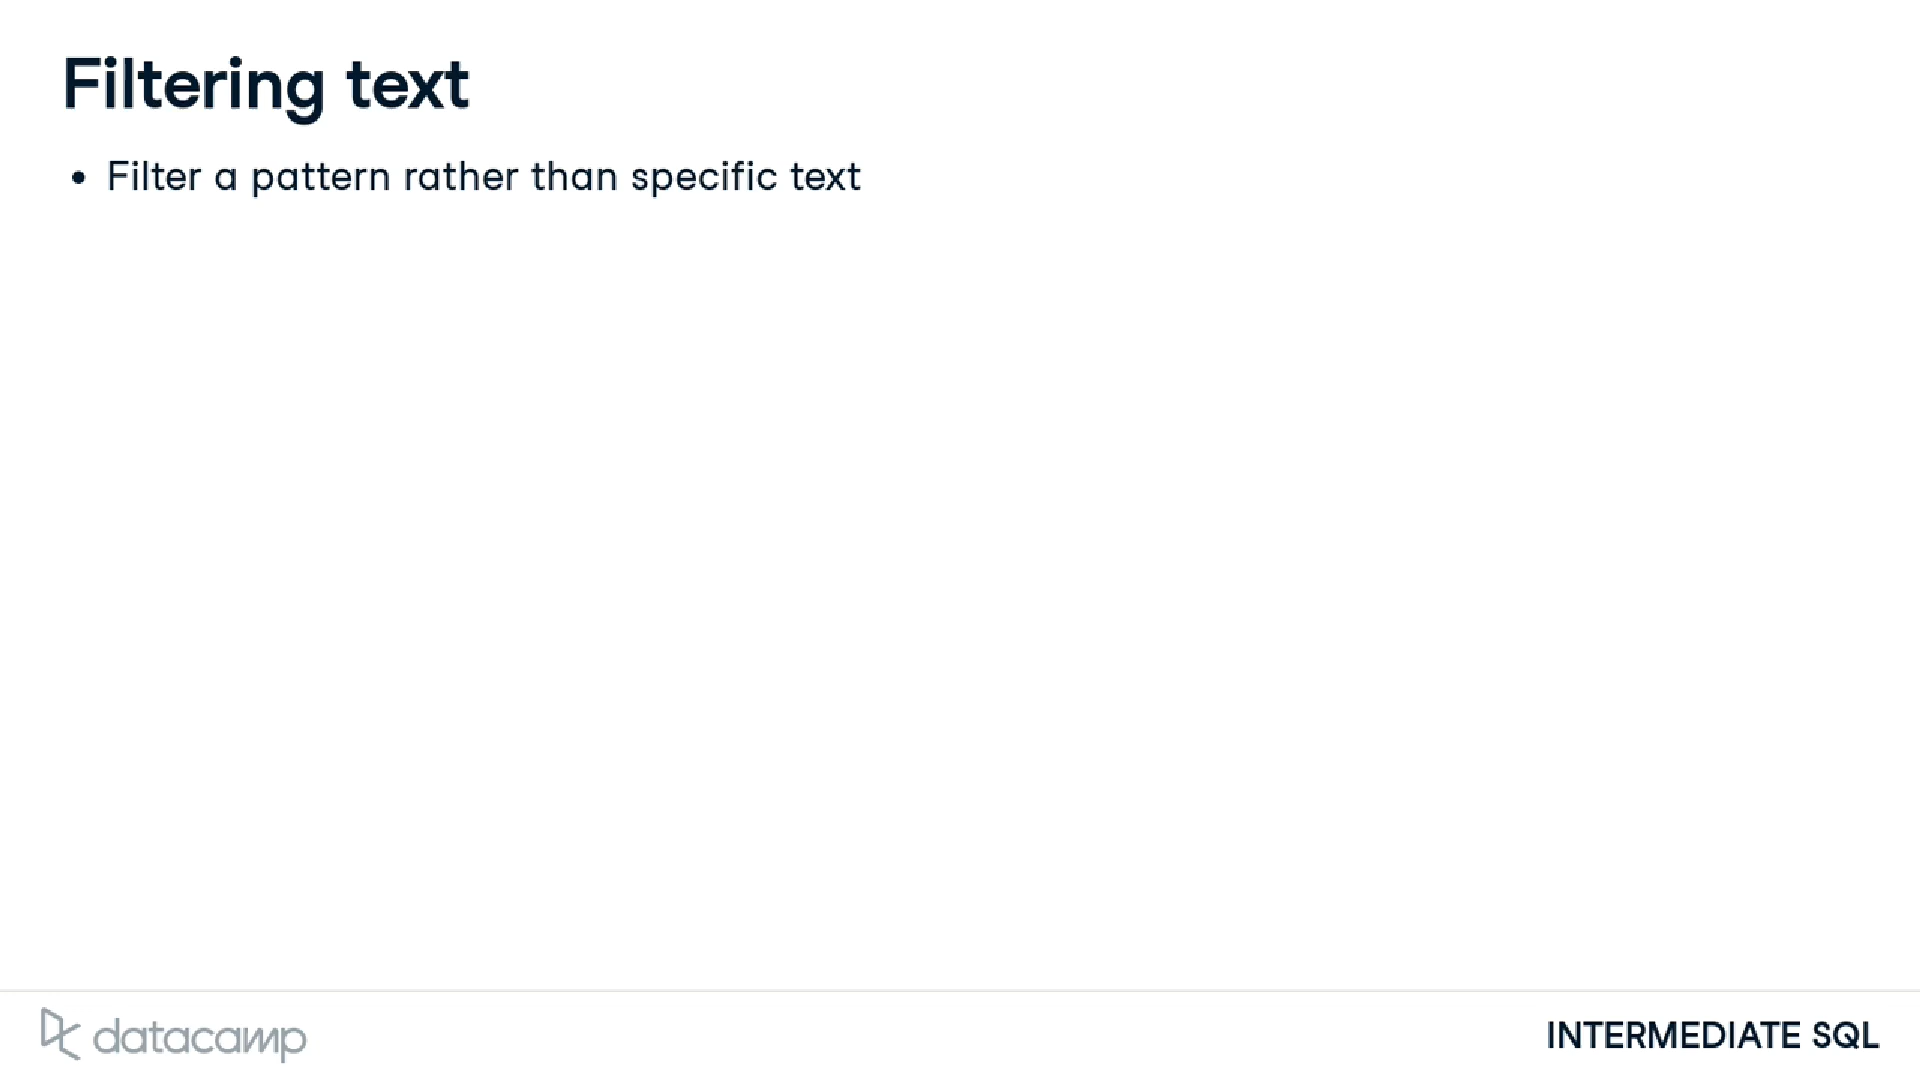 Filtering text
• Filter a pattern rather than specific text
datacamp
INTERMEDIATE SQL